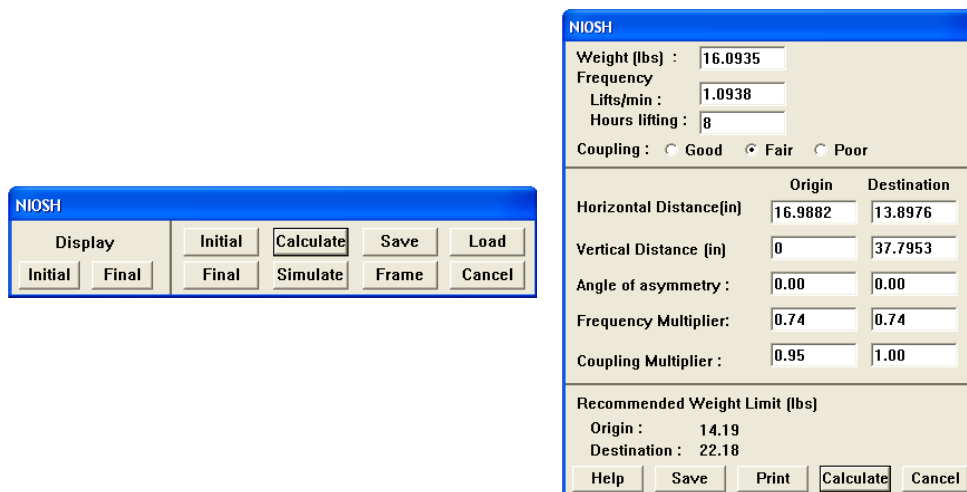 NIOSH
Display
Initial Final
Initial Calculate Save Load
Final Simulate Frame Cancel
NIOSH
Weight (lbs) : 16.0935
Frequency
Lifts/min : 1.0938
Hours lifting : 8
Coupling : Good Fair Poor
Origin Destination
Horizontal Distance(in) 16.9882 13.8976
Vertical Distance (in) 0 37.7953
Angle of asymmetry : 0.00 0.00
Frequency Multiplier: 0.74 0.74
Coupling Multiplier : 0.95 1.00
Recommended Weight Limit (lbs)
Origin : 14.19
Destination : 22.18
Help Save Print Calculate Cancel